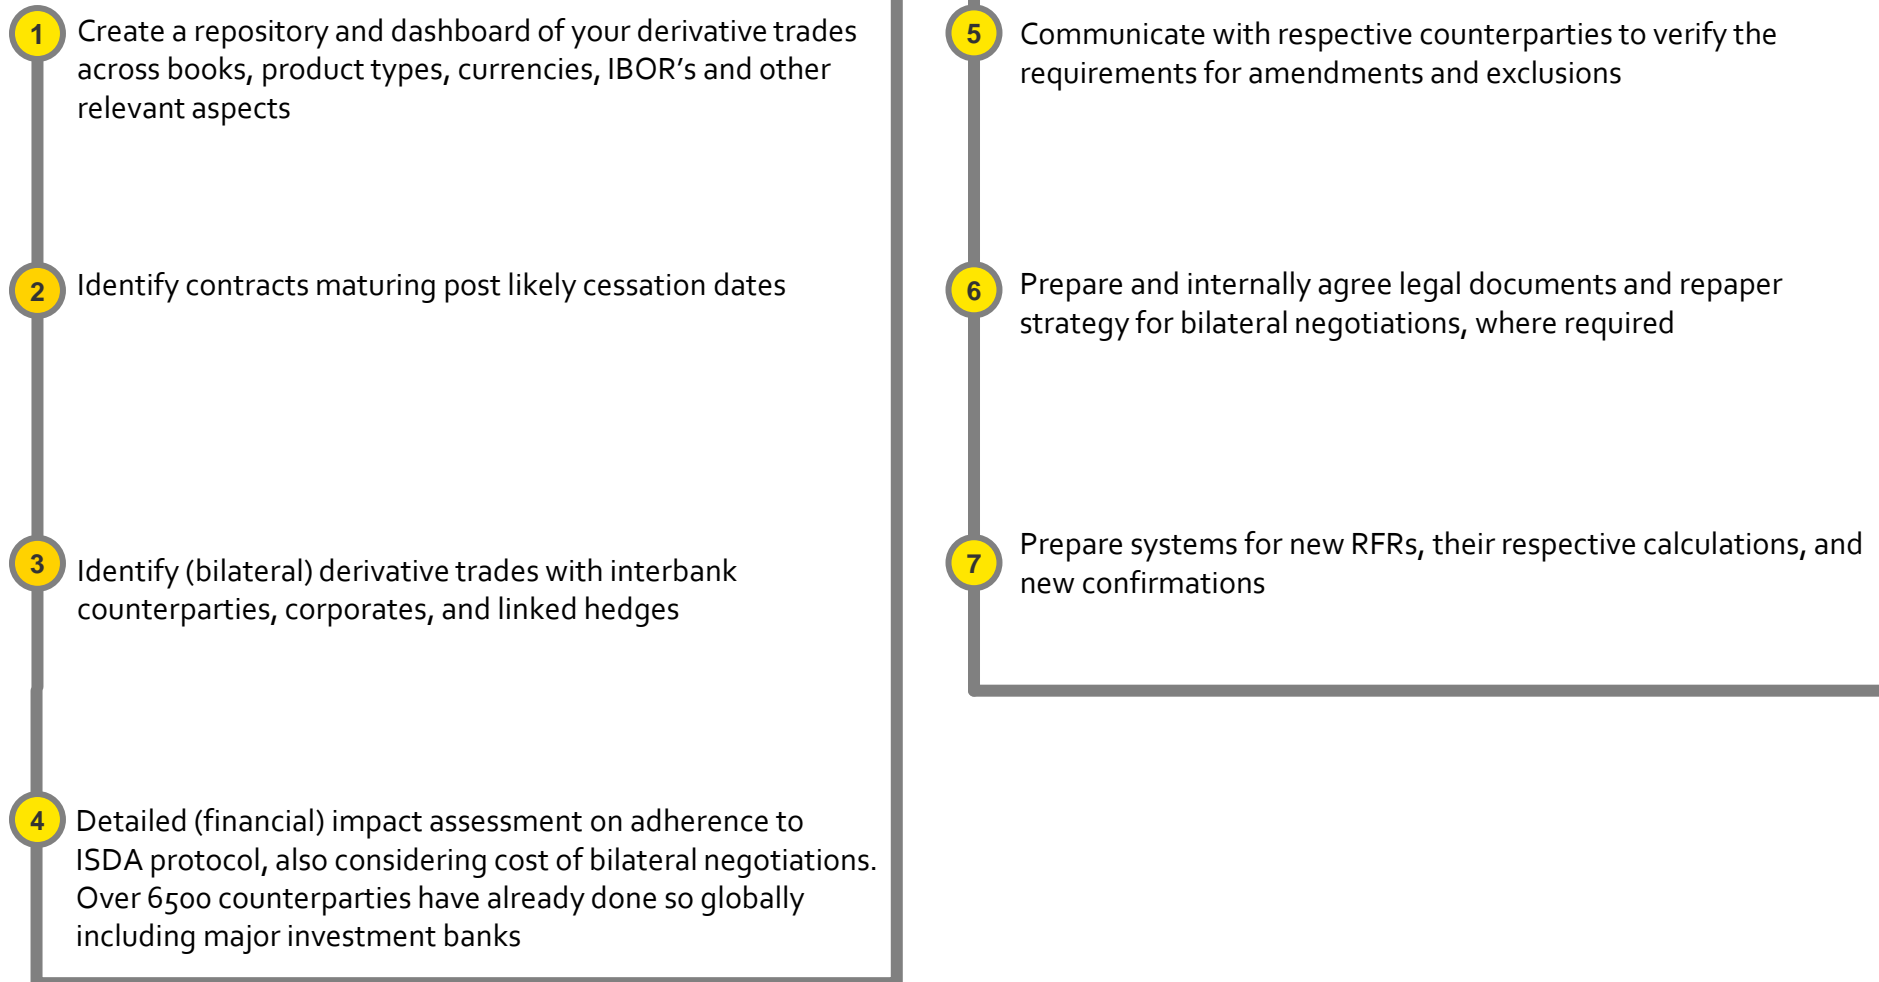 1
Create a repository and dashboard of your derivative trades
across books, product types, currencies, IBOR's and other
relevant aspects
2
Identify contracts maturing post likely cessation dates
3
Identify (bilateral) derivative trades with interbank
counterparties, corporates, and linked hedges
4
Detailed (financial) impact assessment on adherence to
ISDA protocol, also considering cost of bilateral negotiations.
Over 6500 counterparties have already done so globally
including major investment banks
5
Communicate with respective counterparties to verify the
requirements for amendments and exclusions
6
Prepare and internally agree legal documents and repaper
strategy for bilateral negotiations, where required
7
Prepare systems for new RFRs, their respective calculations, and
new confirmations